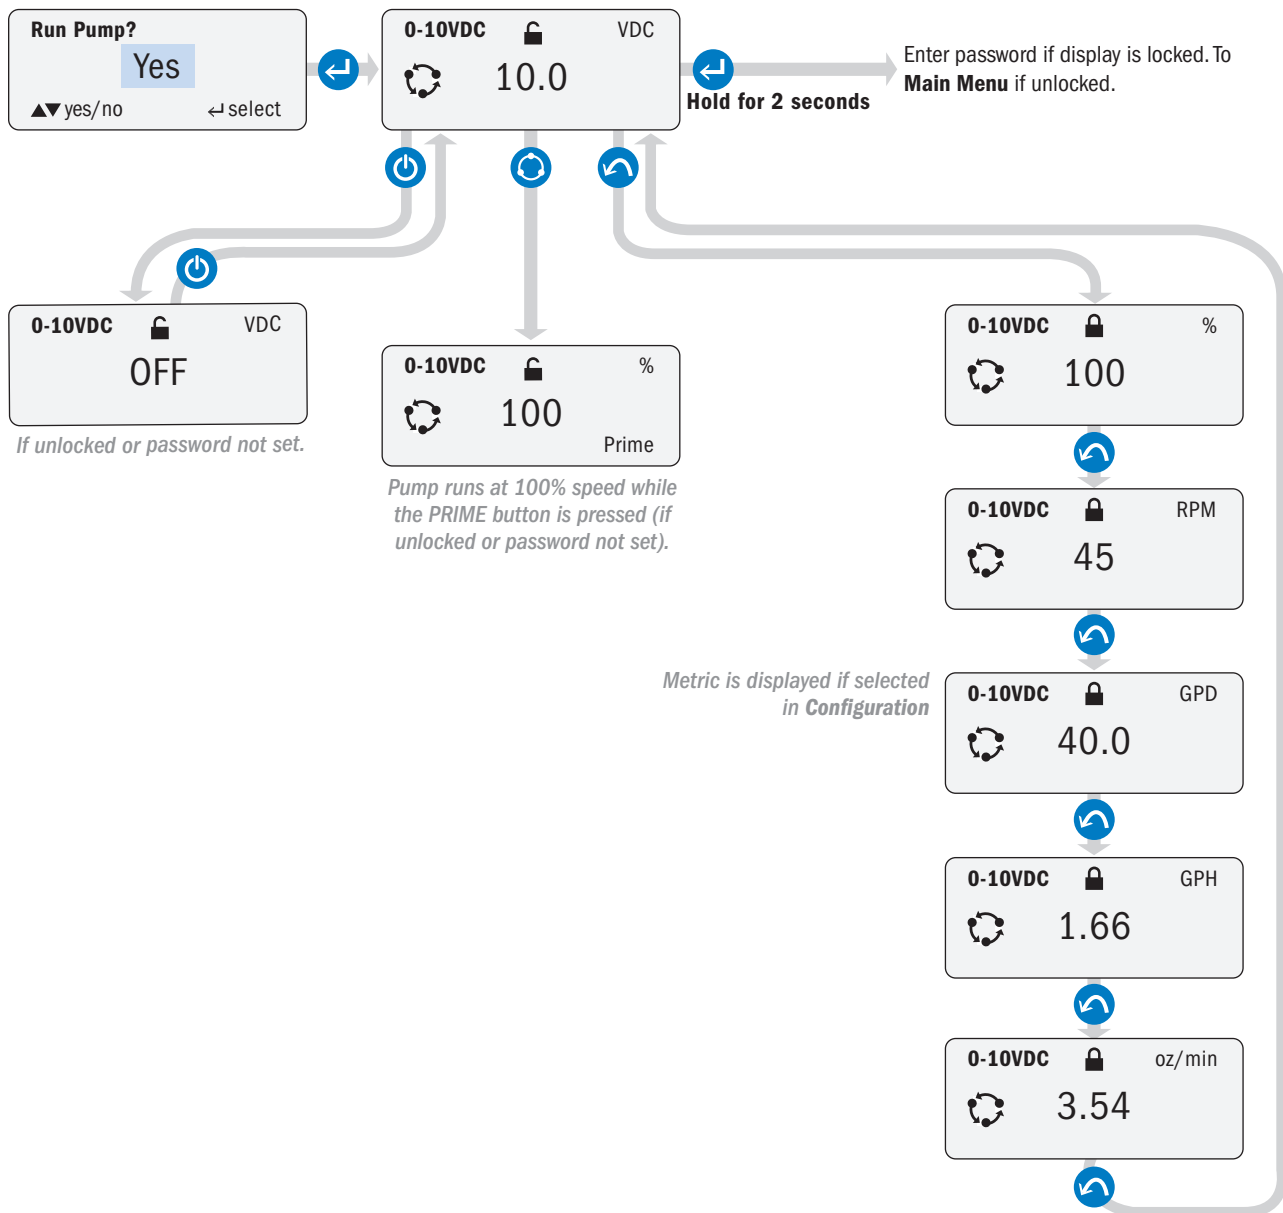 Run Pump?
Yes
▲▼ yes/no ↵ select
0-10VDC VDC
10.0
Hold for 2 seconds
Enter password if display is locked. To
Main Menu if unlocked.
0-10VDC VDC
OFF
If unlocked or password not set.
0-10VDC %
100
Prime
Pump runs at 100% speed while
the PRIME button is pressed (if
unlocked or password not set).
0-10VDC %
100
0-10VDC RPM
45
Metric is displayed if selected
in Configuration
0-10VDC GPD
40.0
0-10VDC GPH
1.66
0-10VDC oz/min
3.54